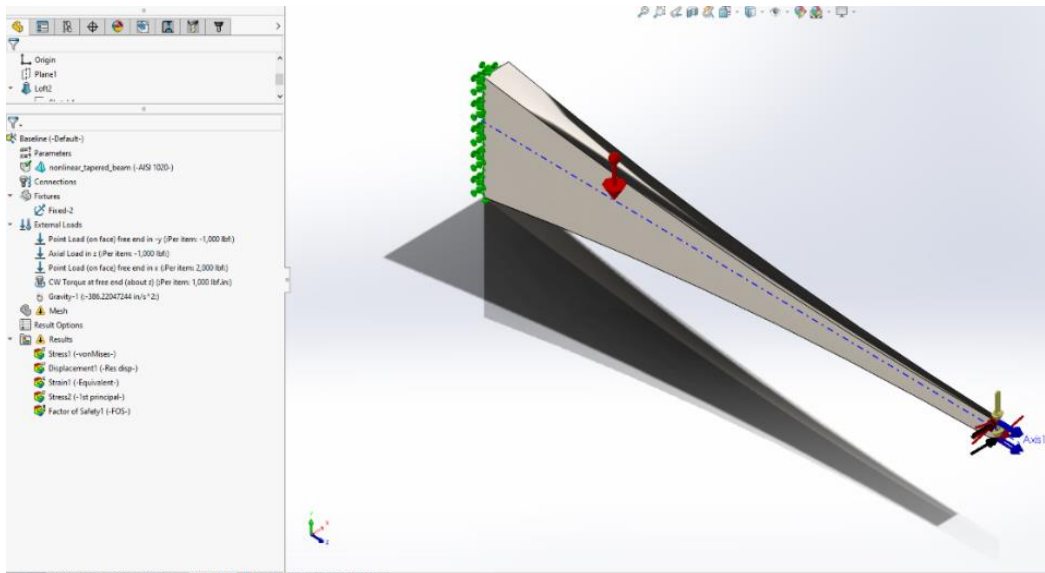 Origin
Plane1
Loft2
Baseline (-Default-)
Parameters
nonlinear_tapered_beam (-AISI 1020-)
Connections
Fixtures
Fixed-2
External Loads
Point Load (on face) free end in -y (:Per item: -1,000 lbf:)
Axial Load in z (:Per item: -1,000 lbf:)
Point Load (on face) free end in x (:Per item: 2,000 lbf:)
CW Torque at free end (about z) (:Per item: 1,000 lbf.in:)
Gravity-1 (:-386.22047244 in/s^2:)
Mesh
Result Options
Results
Stress1 (-vonMises-)
Displacement1 (-Res disp-)
Strain1 (-Equivalent-)
Stress2 (-1st principal-)
Factor of Safety1 (-FOS-)
Axis1